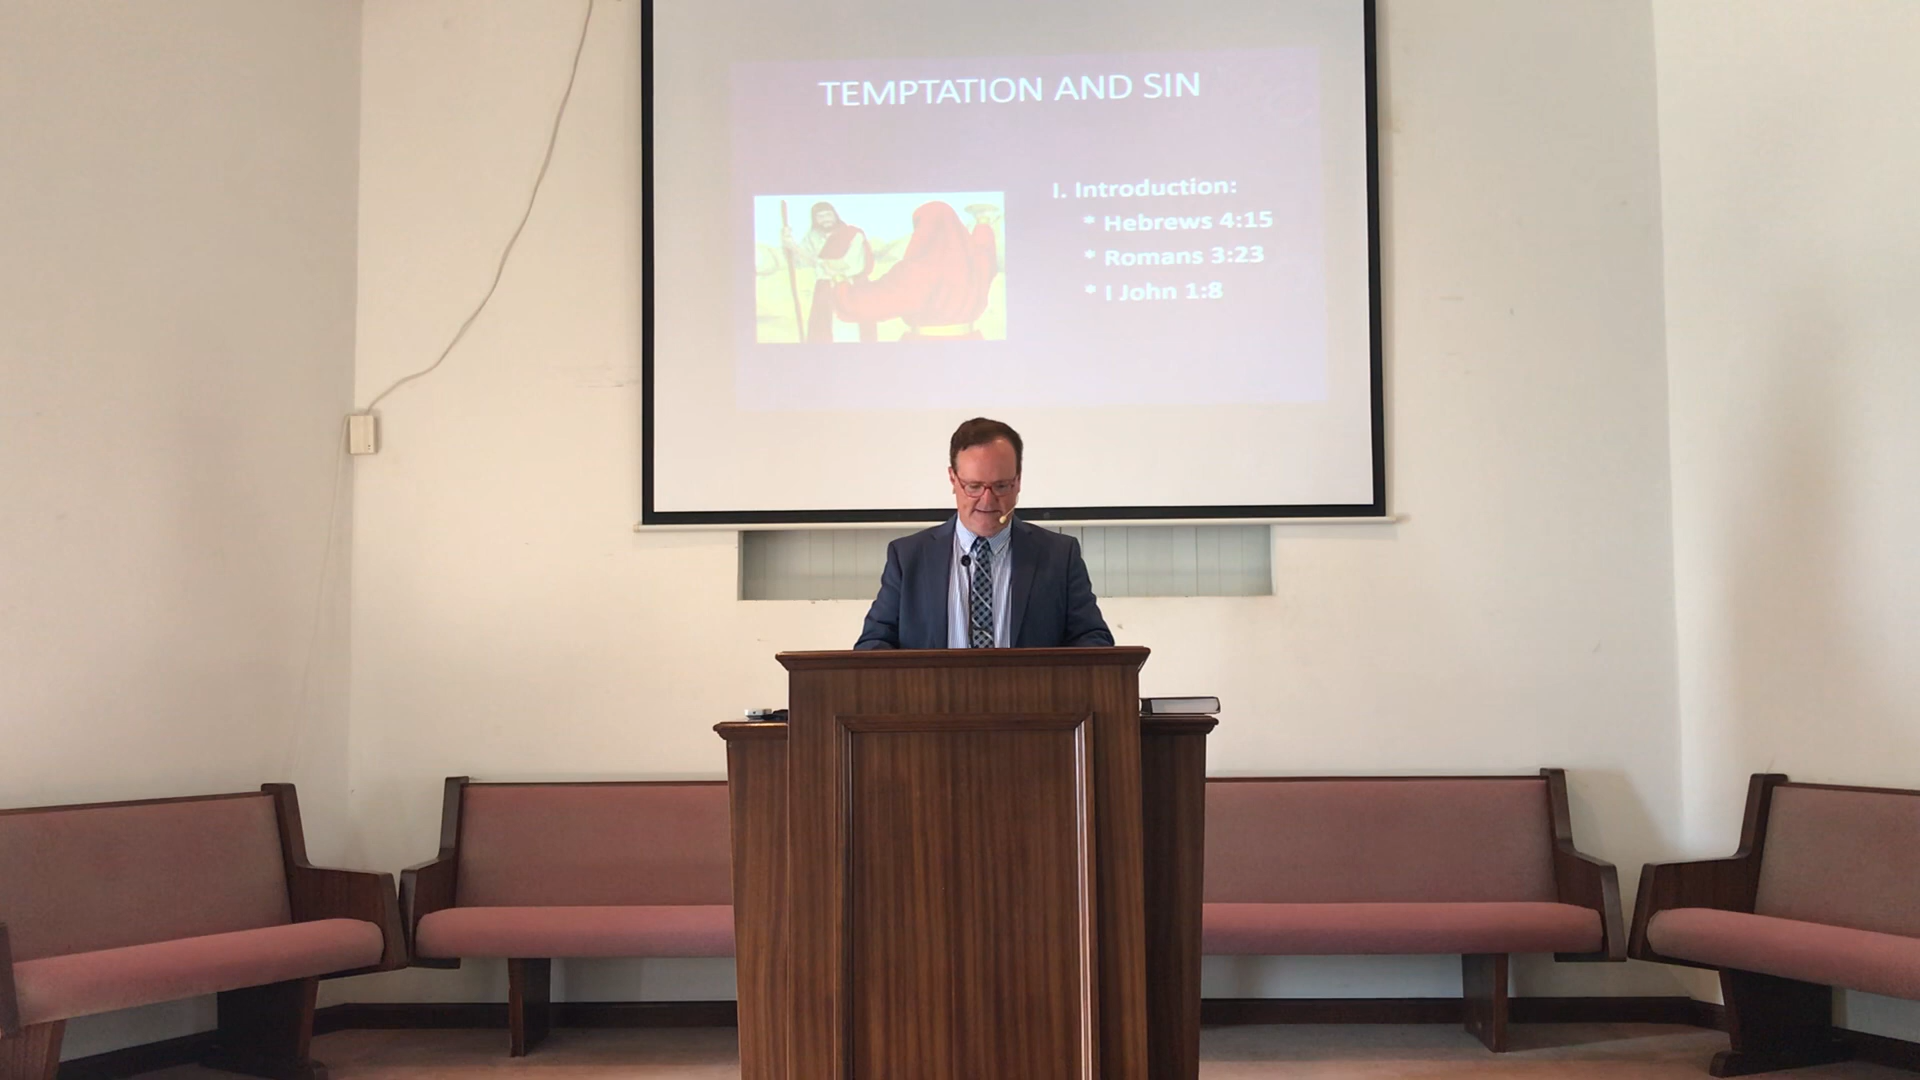 TEMPTATION AND SIN
I. Introduction:
* Hebrews 4:15
* Romans 3:23
* I John 1:8